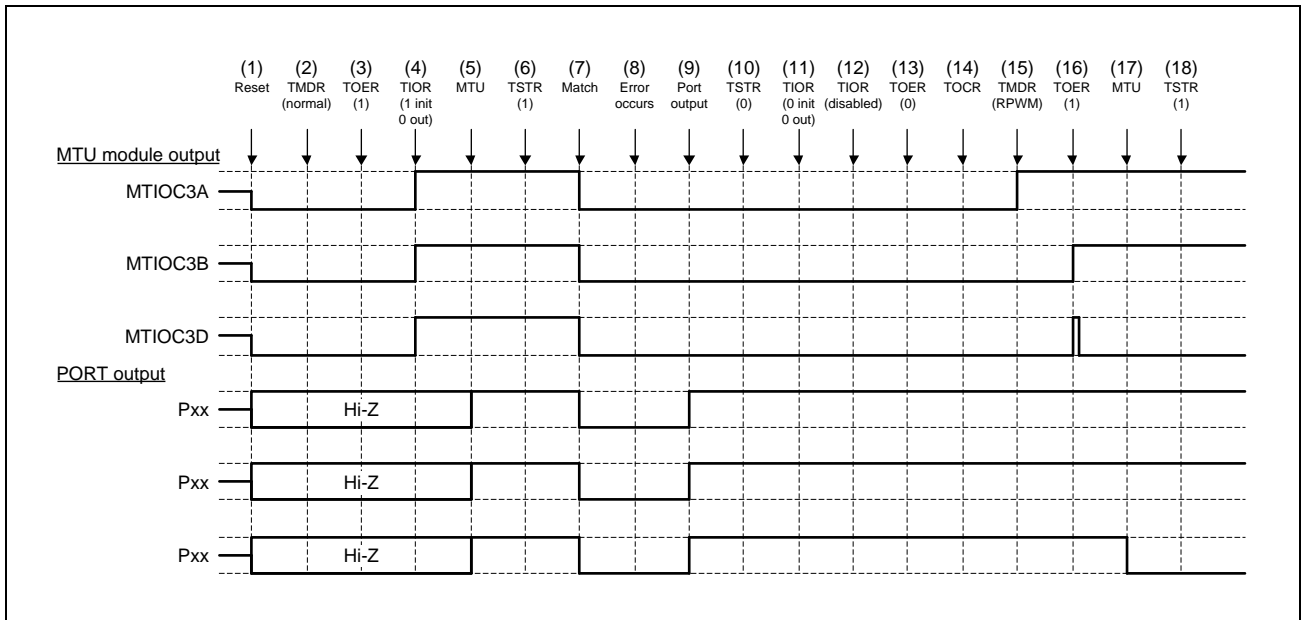 (1) (2) (3) (4) (5) (6) (7) (8) (9) (10) (11) (12) (13) (14) (15) (16) (17) (18)
Reset TMDR TOER TIOR MTU TSTR Match Error Port TSTR TIOR TIOR TOER TOCR TMDR TOER MTU TSTR
(normal) (1) (1 init (1) occurs output (0) (0 init (disabled) (0) (RPWM) (1) (1)
0 out) 0 out)
MTU module output
MTIOC3A
MTIOC3B
MTIOC3D
PORT output
Pxx Hi-Z
Pxx Hi-Z
Pxx Hi-Z